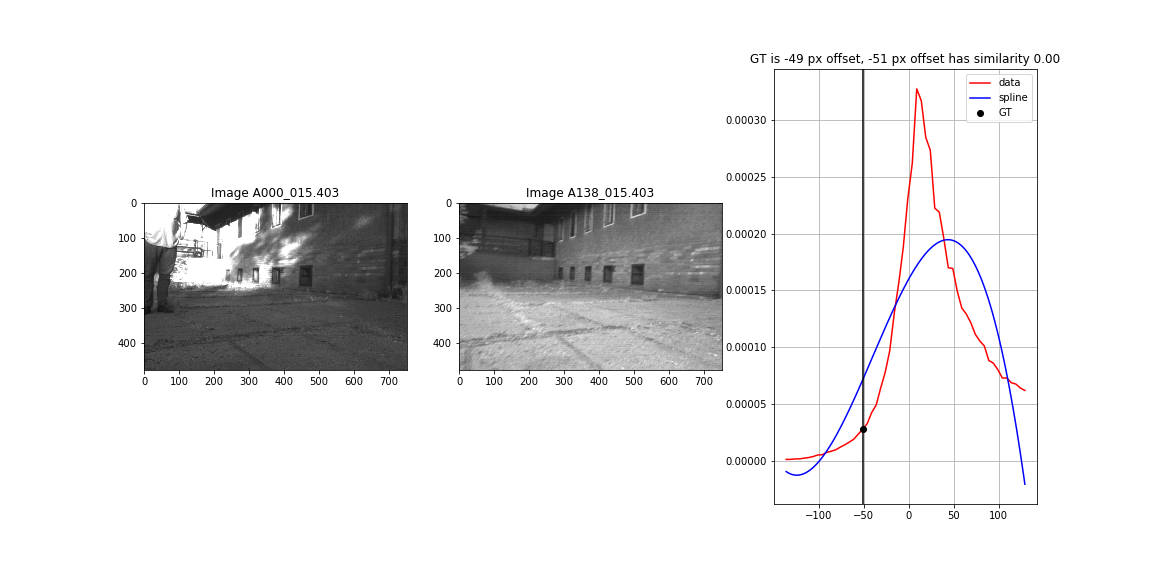 GT is -49 px offset, -51 px offset has similarity 0.00
data
spline
GT
0.00030
0.00025
0.00020
0.00015
0.00010
0.00005
0.00000
−100 −50 0 50 100
Image A000_015.403
0
100
200
300
400
0 100 200 300 400 500 600 700
Image A138_015.403
0
100
200
300
400
0 100 200 300 400 500 600 700